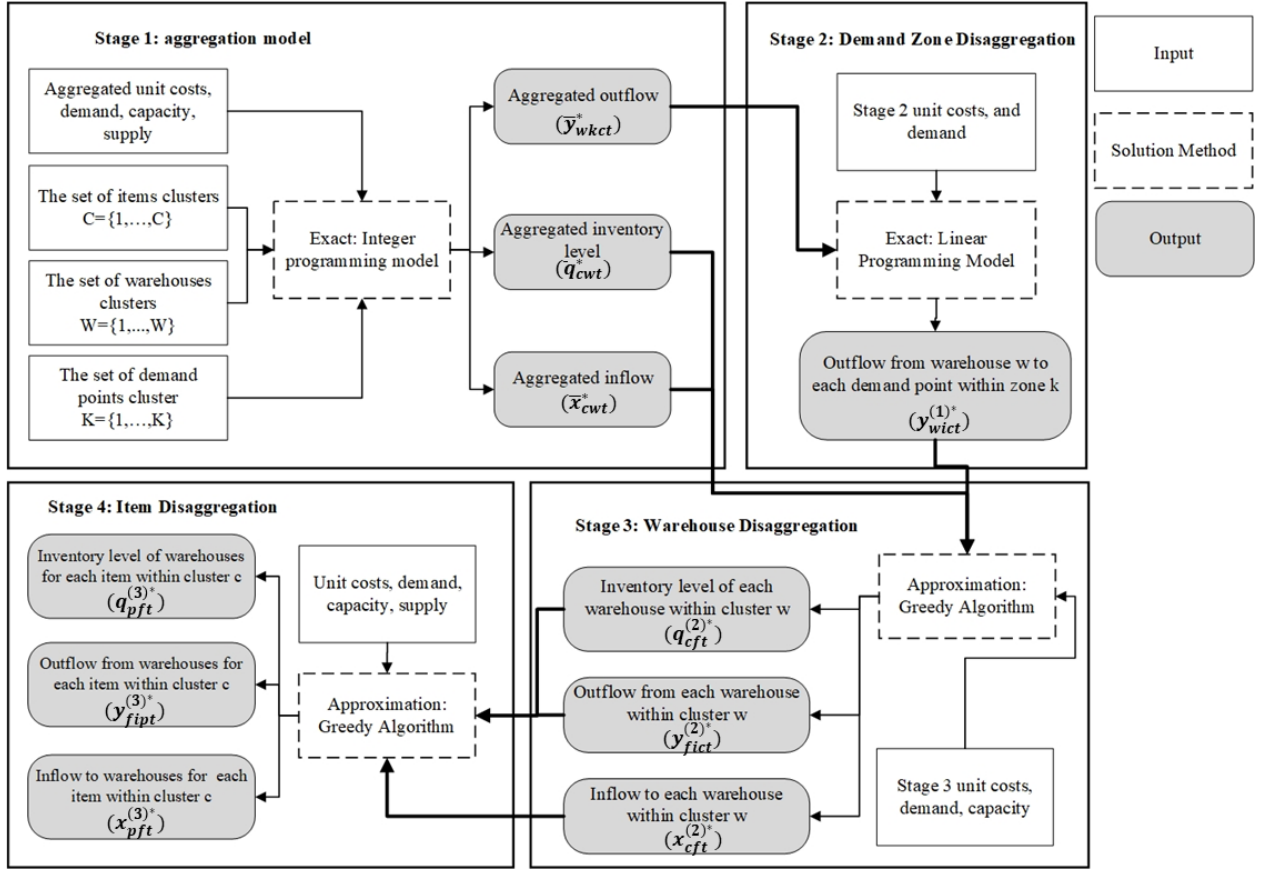 Stage 1: aggregation model
Aggregated unit costs,
demand, capacity,
supply
The set of items clusters
C={1,…,C}
The set of warehouses
clusters
W={1,...,W}
The set of demand
points cluster
K={1,…,K}
Exact: Integer
programming model
Aggregated outflow
(ȳ*wkct)
Aggregated inventory
level
(q̄*cwt)
Aggregated inflow
(x̄*cwt)
Stage 2: Demand Zone Disaggregation
Stage 2 unit costs, and
demand
Exact: Linear
Programming Model
Outflow from warehouse w to
each demand point within zone k
(y(1)*wict)
Input
Solution Method
Output
Stage 4: Item Disaggregation
Inventory level of warehouses
for each item within cluster c
(q(3)*pft)
Outflow from warehouses for
each item within cluster c
(y(3)*fipt)
Inflow to warehouses for each
item within cluster c
(x(3)*pft)
Unit costs, demand,
capacity, supply
Approximation:
Greedy Algorithm
Stage 3: Warehouse Disaggregation
Inventory level of each
warehouse within cluster w
(q(2)*cft)
Outflow from each warehouse
within cluster w
(y(2)*fict)
Inflow to each warehouse
within cluster w
(x(2)*cft)
Approximation:
Greedy Algorithm
Stage 3 unit costs,
demand, capacity